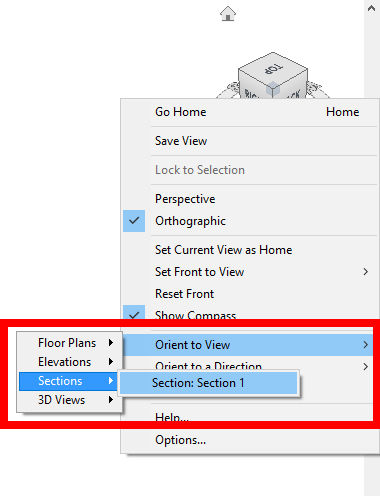 TOP
Go Home Home
Save View
Lock to Selection
Perspective
Orthographic
Set Current View as Home
Set Front to View
Reset Front
Show Compass
Floor Plans
Elevations
Sections
3D Views
Orient to View
Orient to a Direction
Section: Section 1
Help...
Options...